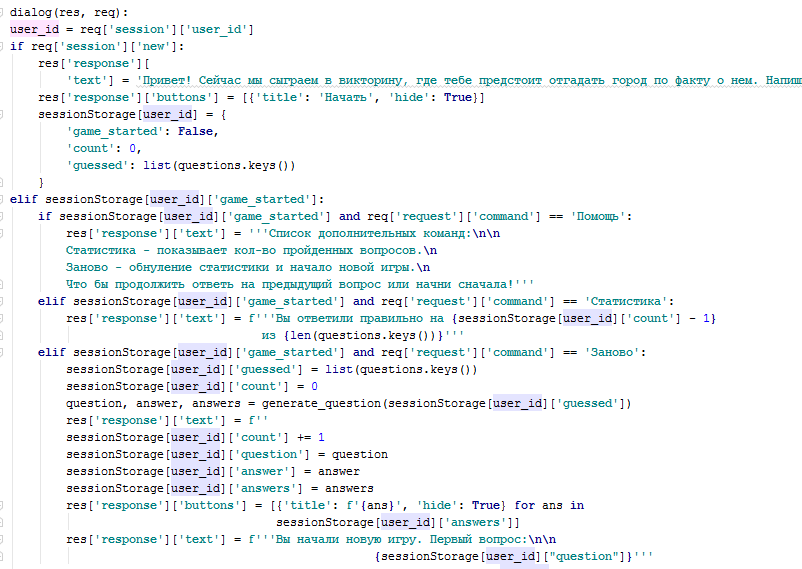 dialog(res, req):
user_id = req['session']['user_id']
if req['session']['new']:
    res['response'][
        'text'] = 'Привет! Сейчас мы сыграем в викторину, где тебе предстоит отгадать город по факту о нем. Напиш
    res['response']['buttons'] = [{'title': 'Начать', 'hide': True}]
    sessionStorage[user_id] = {
        'game_started': False,
        'count': 0,
        'guessed': list(questions.keys())
    }
elif sessionStorage[user_id]['game_started']:
    if sessionStorage[user_id]['game_started'] and req['request']['command'] == 'Помощь':
        res['response']['text'] = '''Список дополнительных команд:\n\n
        Статистика - показывает кол-во пройденных вопросов.\n
        Заново - обнуление статистики и начало новой игры.\n
        Что бы продолжить ответь на предыдущий вопрос или начни сначала!'''
    elif sessionStorage[user_id]['game_started'] and req['request']['command'] == 'Статистика':
        res['response']['text'] = f'''Вы ответили правильно на {sessionStorage[user_id]['count'] - 1}
                                    из {len(questions.keys())}'''
    elif sessionStorage[user_id]['game_started'] and req['request']['command'] == 'Заново':
        sessionStorage[user_id]['guessed'] = list(questions.keys())
        sessionStorage[user_id]['count'] = 0
        question, answer, answers = generate_question(sessionStorage[user_id]['guessed'])
        res['response']['text'] = f''
        sessionStorage[user_id]['count'] += 1
        sessionStorage[user_id]['question'] = question
        sessionStorage[user_id]['answer'] = answer
        sessionStorage[user_id]['answers'] = answers
        res['response']['buttons'] = [{'title': f'{ans}', 'hide': True} for ans in
                                      sessionStorage[user_id]['answers']]
        res['response']['text'] = f'''Вы начали новую игру. Первый вопрос:\n\n
                                                    {sessionStorage[user_id]["question"]}'''